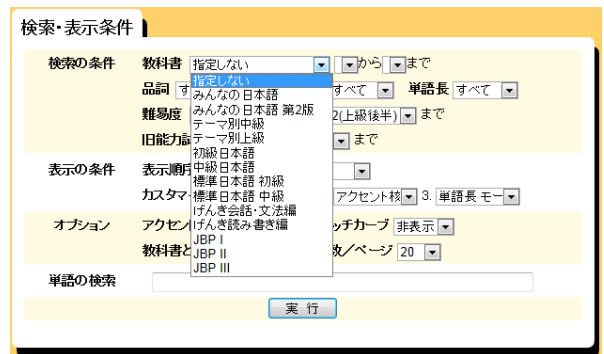 検索・表示条件
検索の条件 教科書 指定しない から まで
指定しない
みんなの日本語
みんなの日本語 第2版
テーマ別中級
テーマ別上級
初級日本語
中級日本語
標準日本語 初級
標準日本語 中級
げんき会話・文法編
げんき読み書き編
JBP I
JBP II
JBP III
品詞 すべて 単語長 すべて
難易度 2(上級後半) まで
旧能力試 まで
表示の条件 表示順序
カスタマ アクセント核 3. 単語長 モー
オプション アクセン ッチカーブ 非表示
教科書と 数/ページ 20
単語の検索
実 行